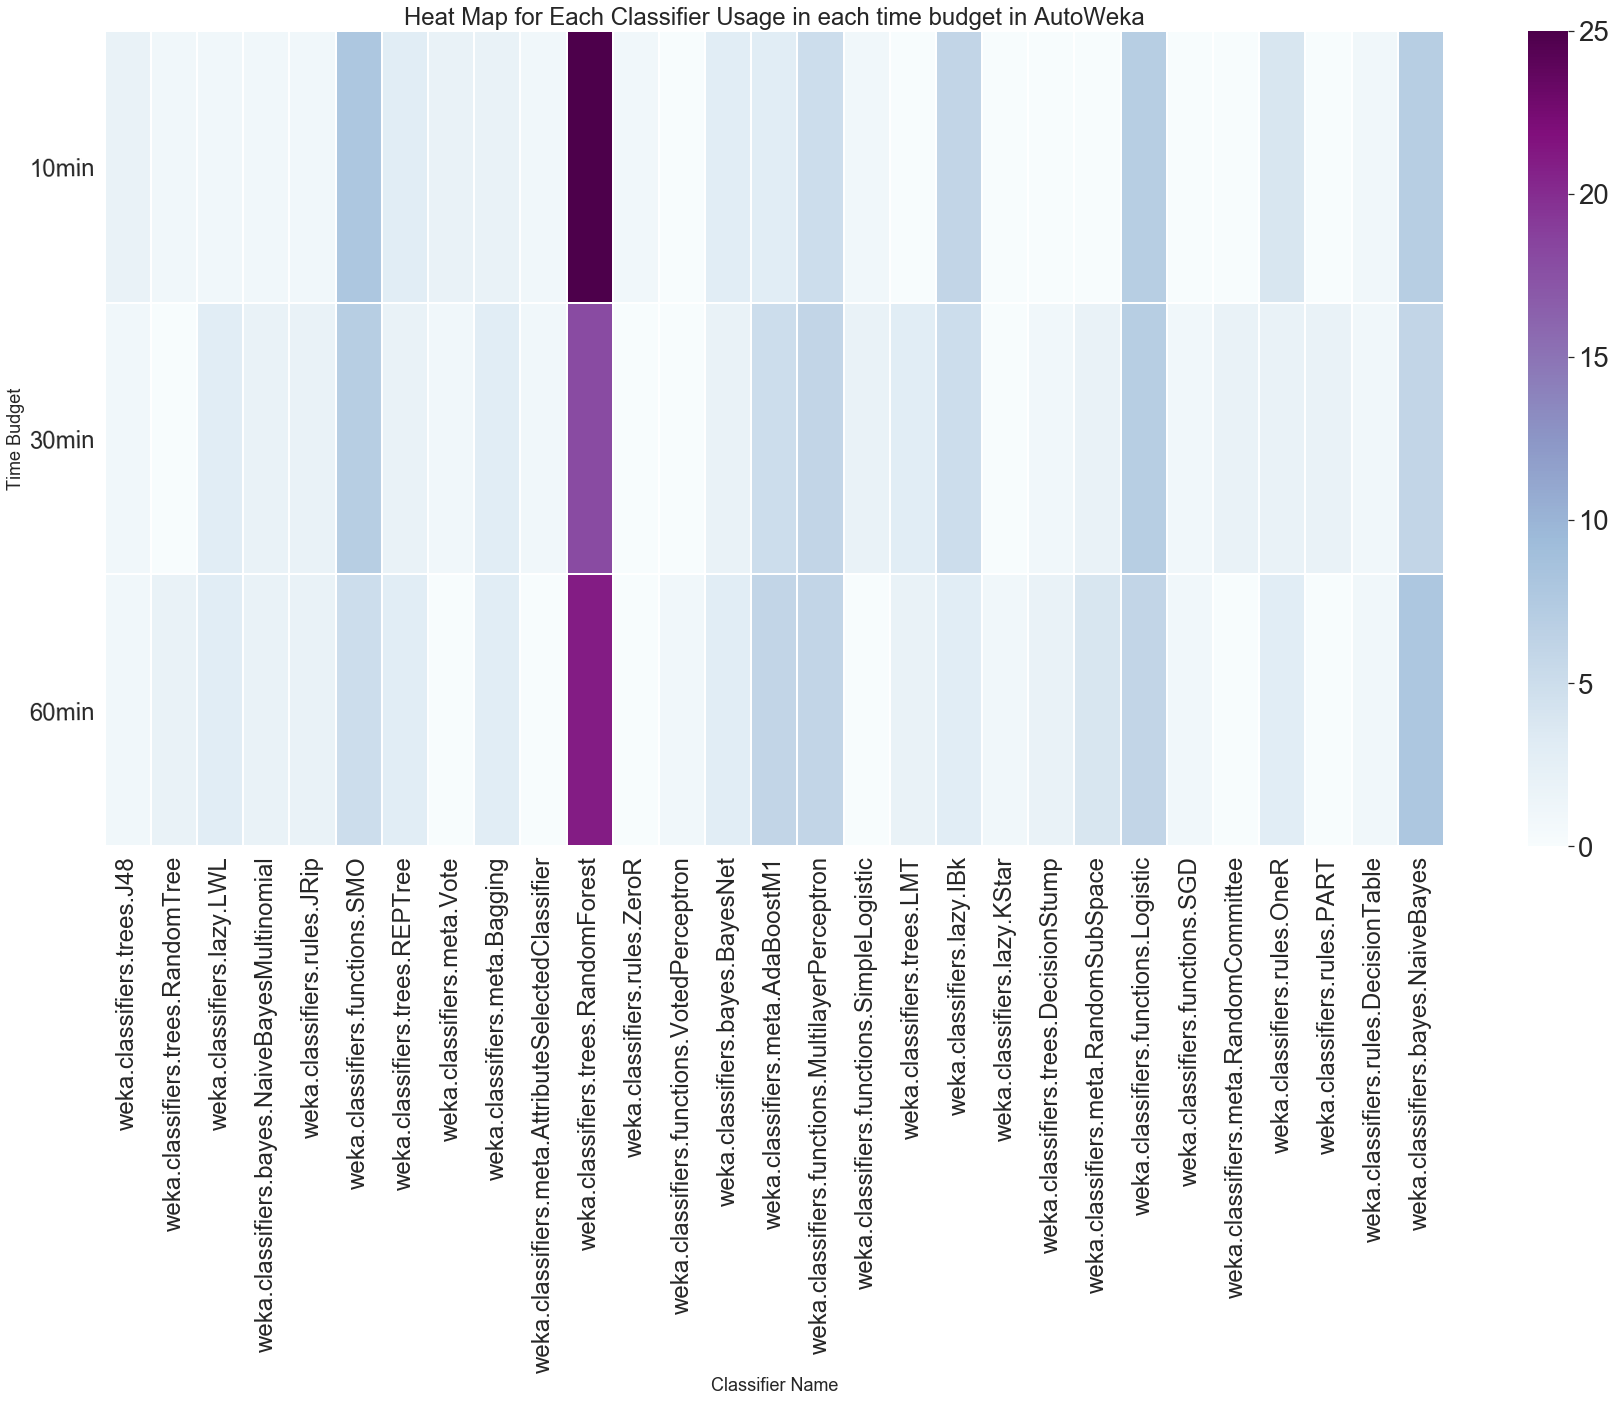 Heat Map for Each Classifier Usage in each time budget in AutoWeka
Time Budget
10min
30min
60min
25
20
15
10
5
0
weka.classifiers.trees.J48
weka.classifiers.trees.RandomTree
weka.classifiers.lazy.LWL
weka.classifiers.bayes.NaiveBayesMultinomial
weka.classifiers.rules.JRip
weka.classifiers.functions.SMO
weka.classifiers.trees.REPTree
weka.classifiers.meta.Vote
weka.classifiers.meta.Bagging
weka.classifiers.meta.AttributeSelectedClassifier
weka.classifiers.trees.RandomForest
weka.classifiers.rules.ZeroR
weka.classifiers.functions.VotedPerceptron
weka.classifiers.bayes.BayesNet
weka.classifiers.meta.AdaBoostM1
weka.classifiers.functions.MultilayerPerceptron
weka.classifiers.functions.SimpleLogistic
weka.classifiers.trees.LMT
weka.classifiers.lazy.IBk
weka.classifiers.lazy.KStar
weka.classifiers.trees.DecisionStump
weka.classifiers.meta.RandomSubSpace
weka.classifiers.functions.Logistic
weka.classifiers.functions.SGD
weka.classifiers.meta.RandomCommittee
weka.classifiers.rules.OneR
weka.classifiers.rules.PART
weka.classifiers.rules.DecisionTable
weka.classifiers.bayes.NaiveBayes
Classifier Name